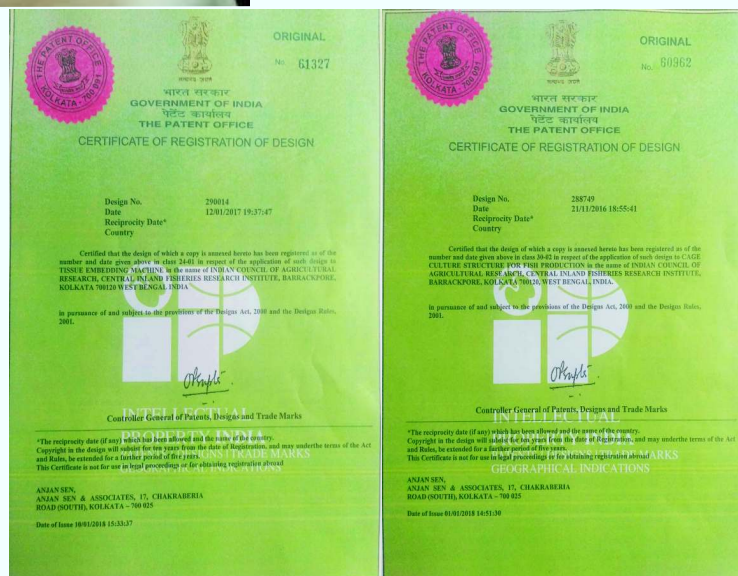 THE PATENT OFFICE
KOLKATA - 700 091
सत्यमेव जयते
ORIGINAL
No. 61327
भारत सरकार
GOVERNMENT OF INDIA
पेटेंट कार्यालय
THE PATENT OFFICE
CERTIFICATE OF REGISTRATION OF DESIGN
Design No. 290014
Date 12/01/2017 19:37:47
Reciprocity Date*
Country
Certified that the design of which a copy is annexed hereto has been registered as of the
number and date given above in class 24-01 in respect of the application of such design to
TISSUE EMBEDDING MACHINE in the name of INDIAN COUNCIL OF AGRICULTURAL
RESEARCH, CENTRAL INLAND FISHERIES RESEARCH INSTITUTE, BARRACKPORE,
KOLKATA 700120 WEST BENGAL INDIA
in pursuance of and subject to the provisions of the Designs Act, 2000 and the Designs Rules,
2001.
Controller General of Patents, Designs and Trade Marks
INTELLECTUAL
PROPERTY INDIA
*The reciprocity date (if any) which has been allowed and the name of the country.
Copyright in the design will subsist for ten years from the date of Registration, and may underthe terms of the Act
and Rules, be extended for a further period of five years.
This Certificate is not for use in legal proceedings or for obtaining registration abroad
TRADE MARKS
GEOGRAPHICAL INDICATIONS
ANJAN SEN,
ANJAN SEN & ASSOCIATES, 17, CHAKRABERIA
ROAD (SOUTH), KOLKATA – 700 025
Date of Issue 10/01/2018 15:33:37
THE PATENT OFFICE
KOLKATA - 700 091
सत्यमेव जयते
ORIGINAL
No. 60962
भारत सरकार
GOVERNMENT OF INDIA
पेटेंट कार्यालय
THE PATENT OFFICE
CERTIFICATE OF REGISTRATION OF DESIGN
Design No. 288749
Date 21/11/2016 18:55:41
Reciprocity Date*
Country
Certified that the design of which a copy is annexed hereto has been registered as of the
number and date given above in class 30-02 in respect of the application of such design to CAGE
CULTURE STRUCTURE FOR FISH PRODUCTION in the name of INDIAN COUNCIL OF
AGRICULTURAL RESEARCH, CENTRAL INLAND FISHERIES RESEARCH INSTITUTE,
BARRACKPORE, KOLKATA 700120, WEST BENGAL, INDIA.
in pursuance of and subject to the provisions of the Designs Act, 2000 and the Designs Rules,
2001.
Controller General of Patents, Designs and Trade Marks
INTELLECTUAL
*The reciprocity date (if any) which has been allowed and the name of the country.
Copyright in the design will subsist for ten years from the date of Registration, and may underthe terms of the Act
and Rules, be extended for a further period of five years.
This Certificate is not for use in legal proceedings or for obtaining registration abroad
TRADE MARKS
GEOGRAPHICAL INDICATIONS
ANJAN SEN,
ANJAN SEN & ASSOCIATES, 17, CHAKRABERIA
ROAD (SOUTH), KOLKATA – 700 025
Date of Issue 01/01/2018 14:51:30